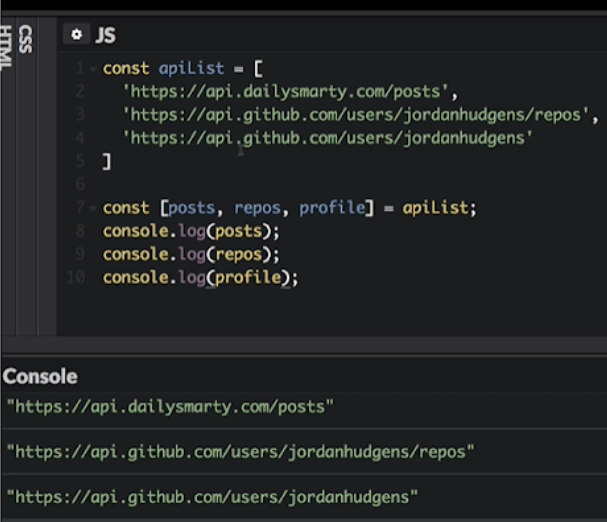 HTML
CSS
JS
1 const apiList = [
2 'https://api.dailysmarty.com/posts',
3 'https://api.github.com/users/jordanhudgens/repos',
4 'https://api.github.com/users/jordanhudgens'
5 ]
6
7 const [posts, repos, profile] = apiList;
8 console.log(posts);
9 console.log(repos);
10 console.log(profile);
Console
"https://api.dailysmarty.com/posts"
"https://api.github.com/users/jordanhudgens/repos"
"https://api.github.com/users/jordanhudgens"